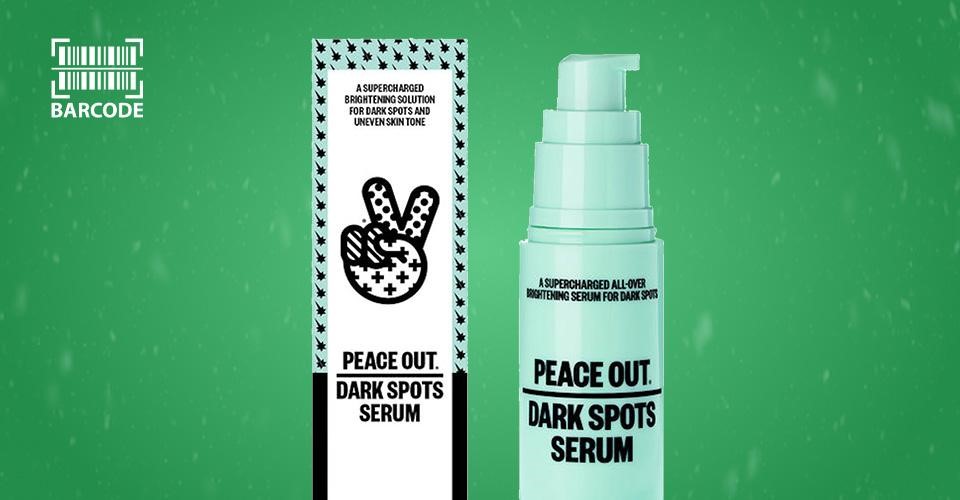 BARCODE
A SUPERCHARGED
BRIGHTENING SOLUTION
FOR DARK SPOTS AND
UNEVEN SKIN TONE
PEACE OUT.
DARK SPOTS
SERUM
A SUPERCHARGED ALL-OVER
BRIGHTENING SERUM FOR DARK SPOTS
PEACE OUT.
DARK SPOTS
SERUM